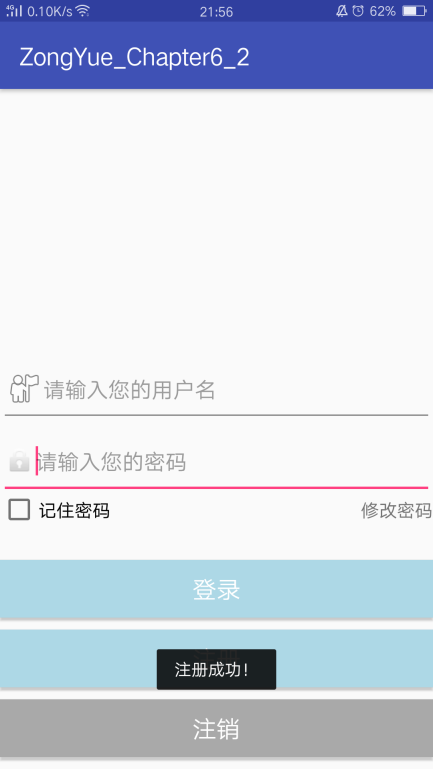 4G 0.10K/s 21:56 62%
ZongYue_Chapter6_2
请输入您的用户名
请输入您的密码
记住密码 修改密码
登录
注册成功！
注销